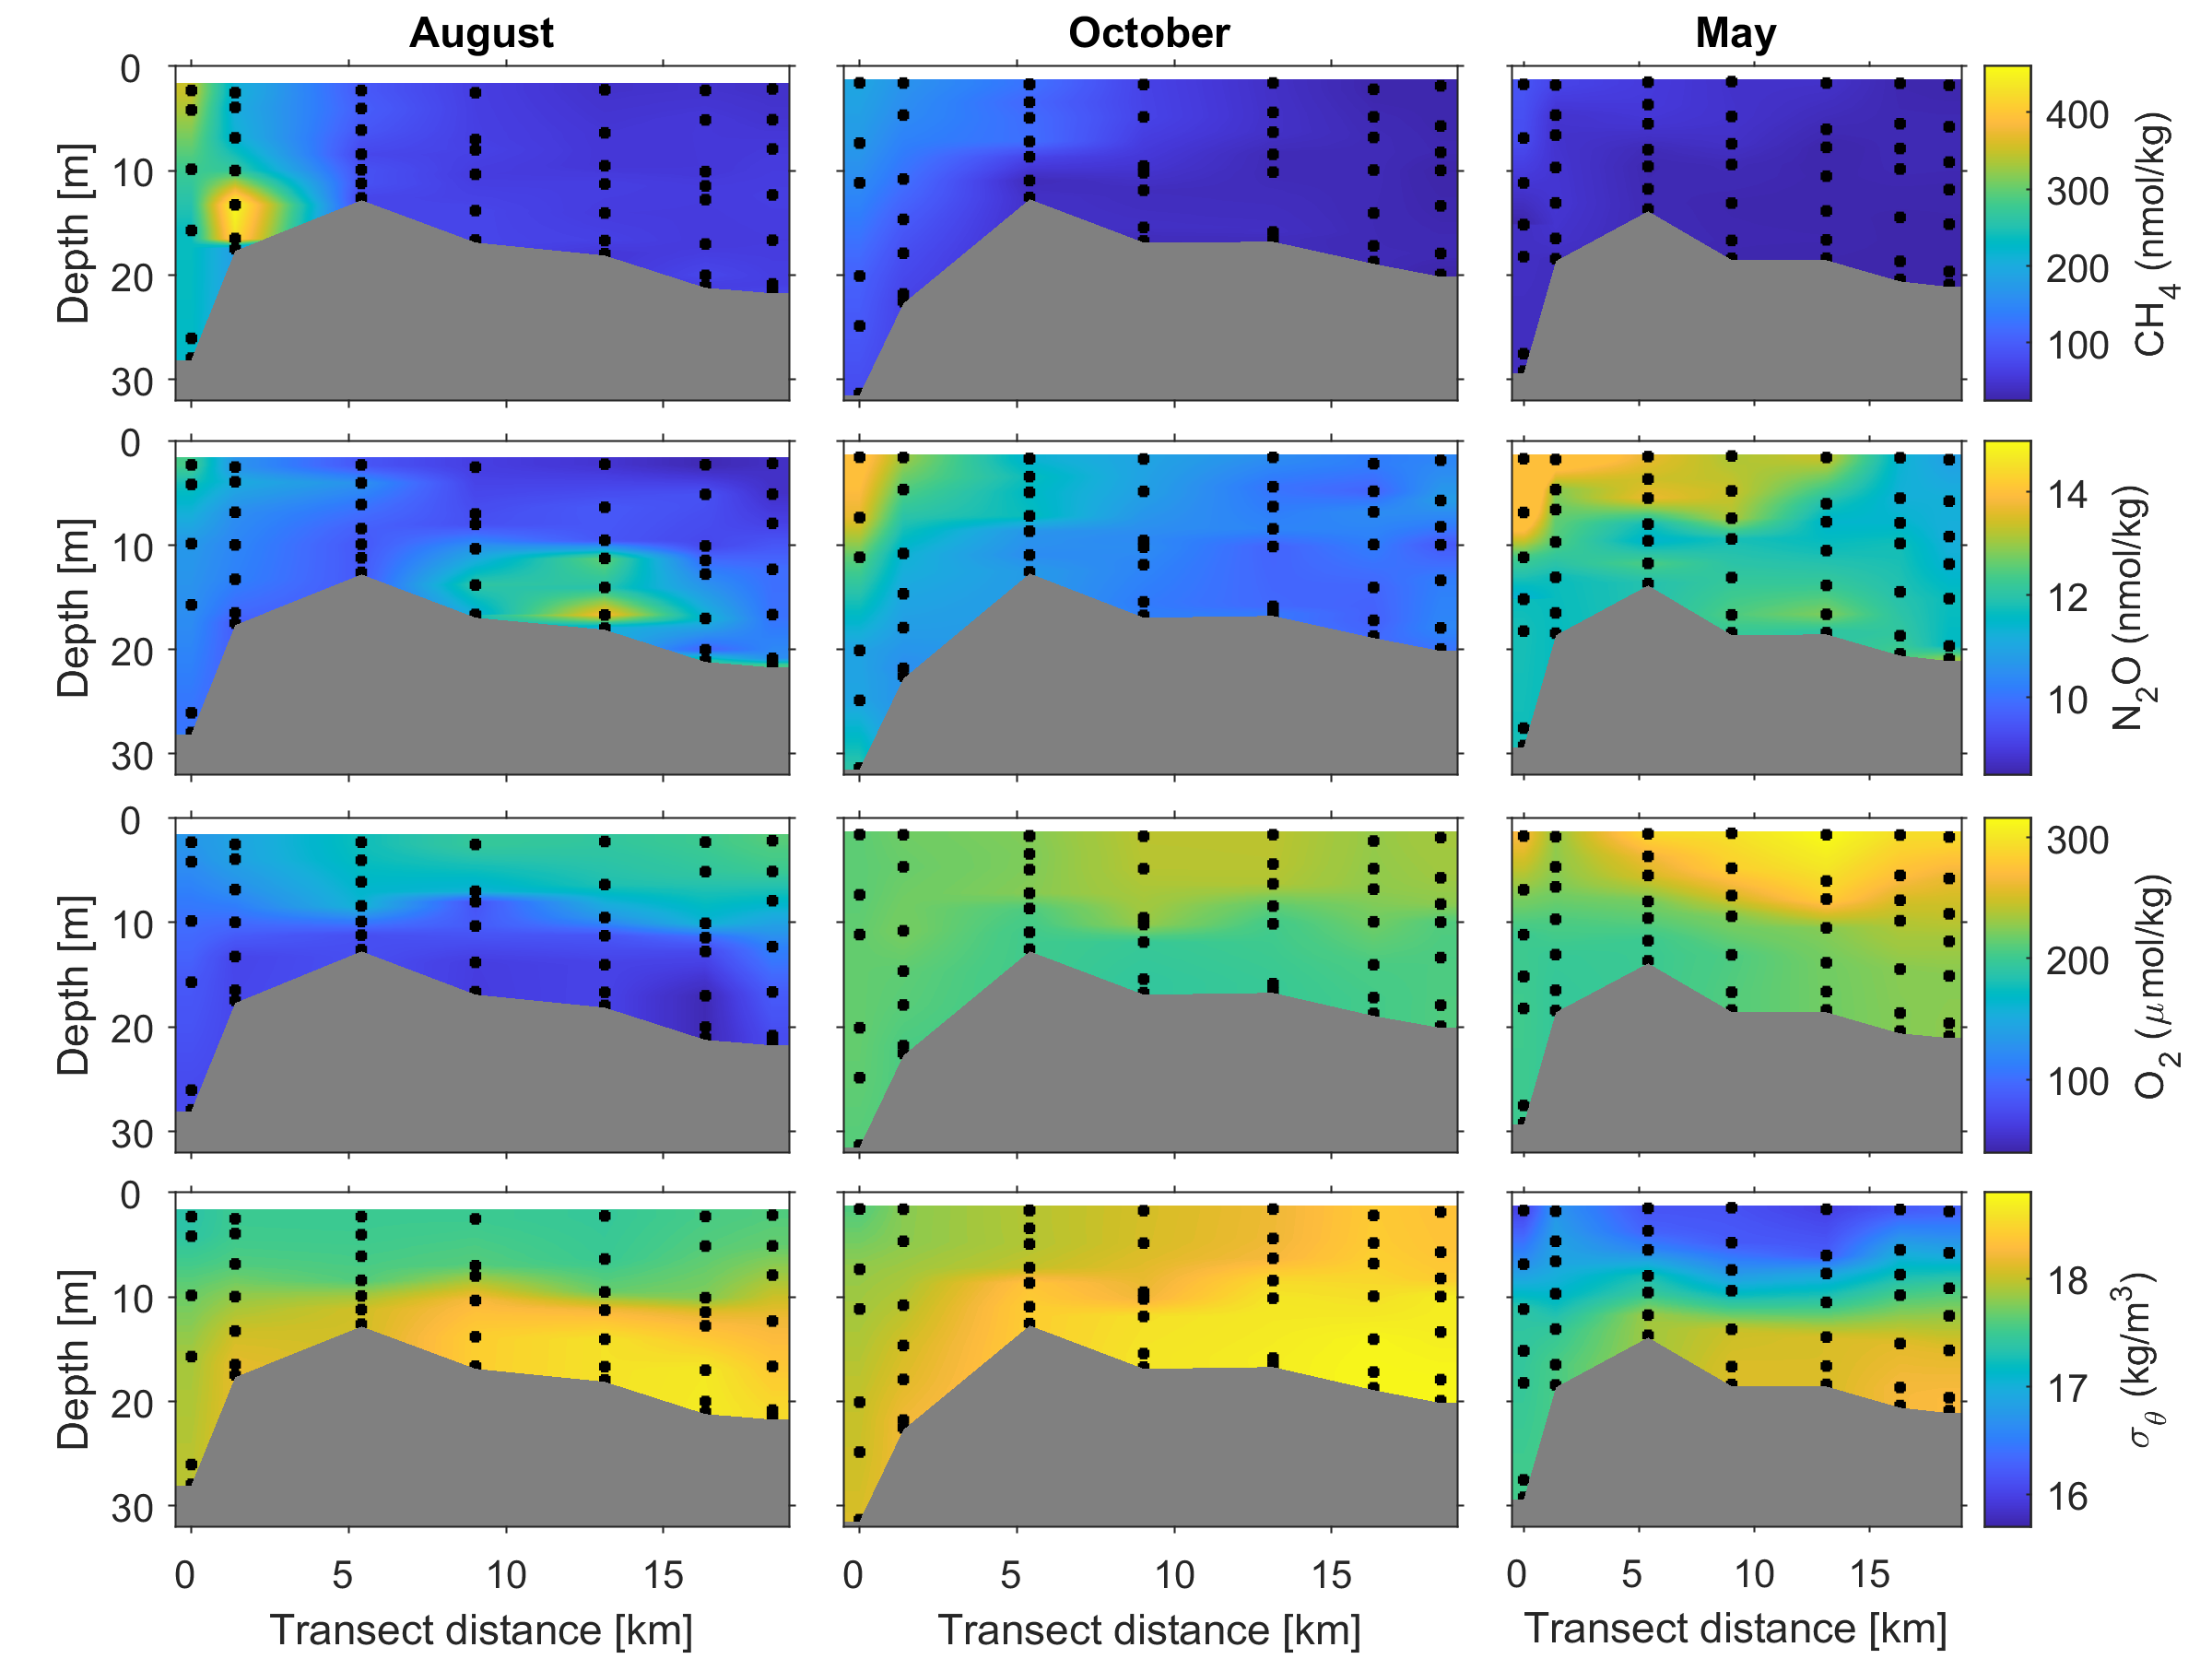 August October May
0
10
20
30
Depth [m]
400
300
200
100
CH4 (nmol/kg)
0
10
20
30
Depth [m]
14
12
10
N2O (nmol/kg)
0
10
20
30
Depth [m]
300
200
100
O2 (μmol/kg)
0
10
20
30
Depth [m]
18
17
16
σθ (kg/m3)
0 5 10 15 0 5 10 15 0 5 10 15
Transect distance [km] Transect distance [km] Transect distance [km]